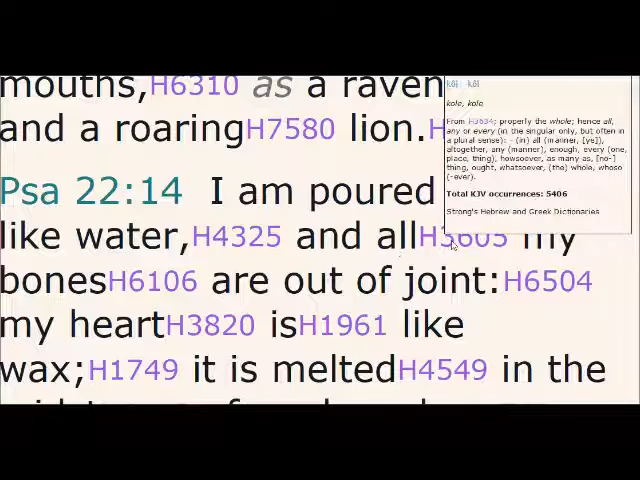 mouths,H6310 as a raven
and a roaringH7580 lion.H
Psa 22:14 I am poured
like water,H4325 and allH3605 my
bonesH6106 are out of joint:H6504
my heartH3820 isH1961 like
wax;H1749 it is meltedH4549 in the
kôl kôl
kole, kole
From H3634; properly the whole; hence all,
any or every (in the singular only, but often in
a plural sense): - (in) all (manner, [ye]),
altogether, any (manner), enough, every (one,
place, thing), howsoever, as many as, [no-]
thing, ought, whatsoever, (the) whole, whoso
(-ever).
Total KJV occurrences: 5406
Strong's Hebrew and Greek Dictionaries